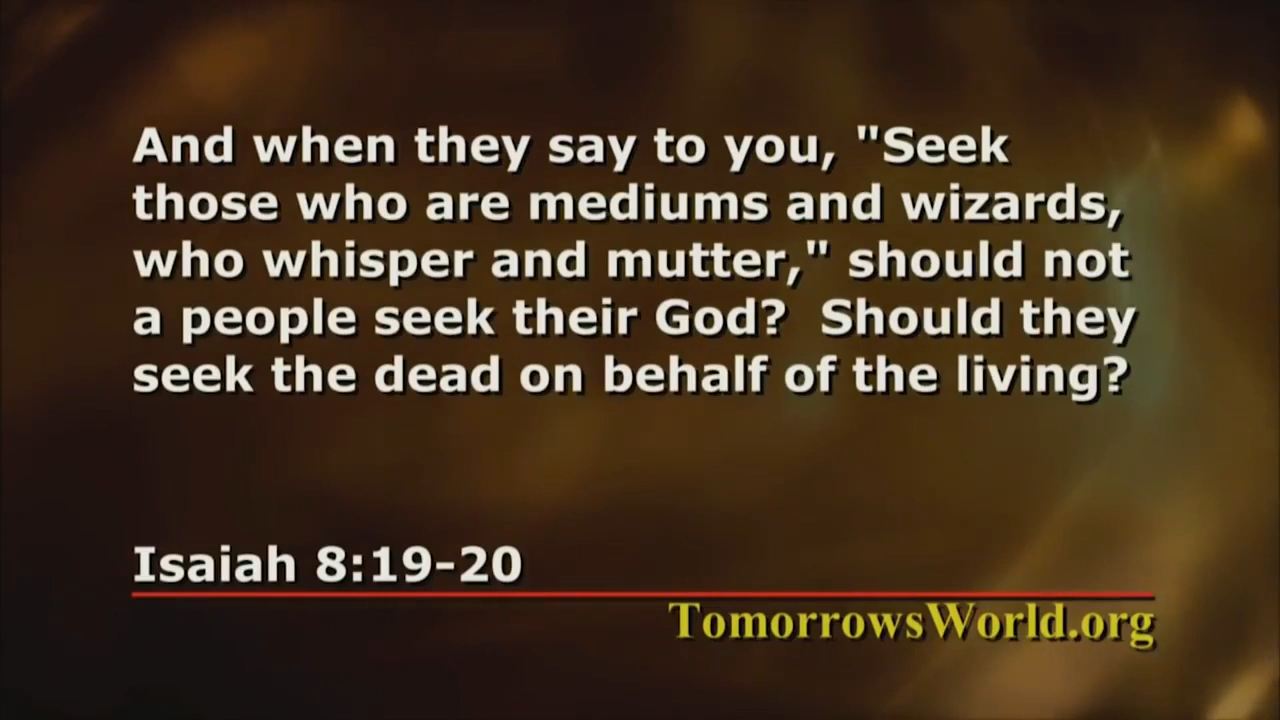 And when they say to you, "Seek
those who are mediums and wizards,
who whisper and mutter," should not
a people seek their God?  Should they
seek the dead on behalf of the living?
Isaiah 8:19-20
TomorrowsWorld.org